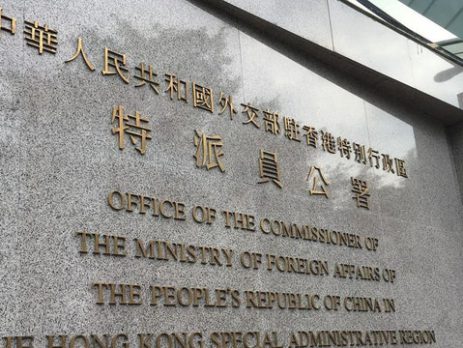 中華人民共和國外交部駐香港特別行政區
特派員公署
OFFICE OF THE COMMISSIONER OF
THE MINISTRY OF FOREIGN AFFAIRS OF
THE PEOPLE'S REPUBLIC OF CHINA IN
HONG KONG SPECIAL ADMINISTRATIVE REGION